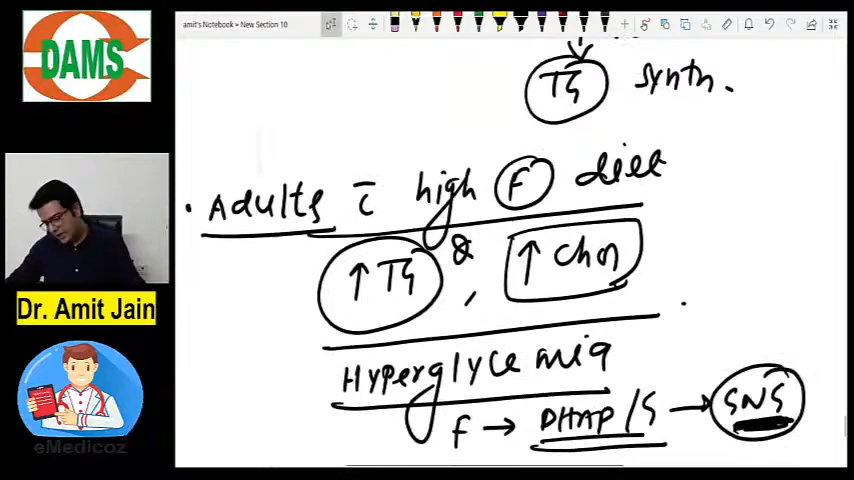 amit's Notebook > New Section 10
DAMS
TG synth.
• Adults c̄ high F diet
↑ TG & , ↑ Chol
Hyperglycemia
F → DHAP/G →
Dr. Amit Jain
eMedicoz